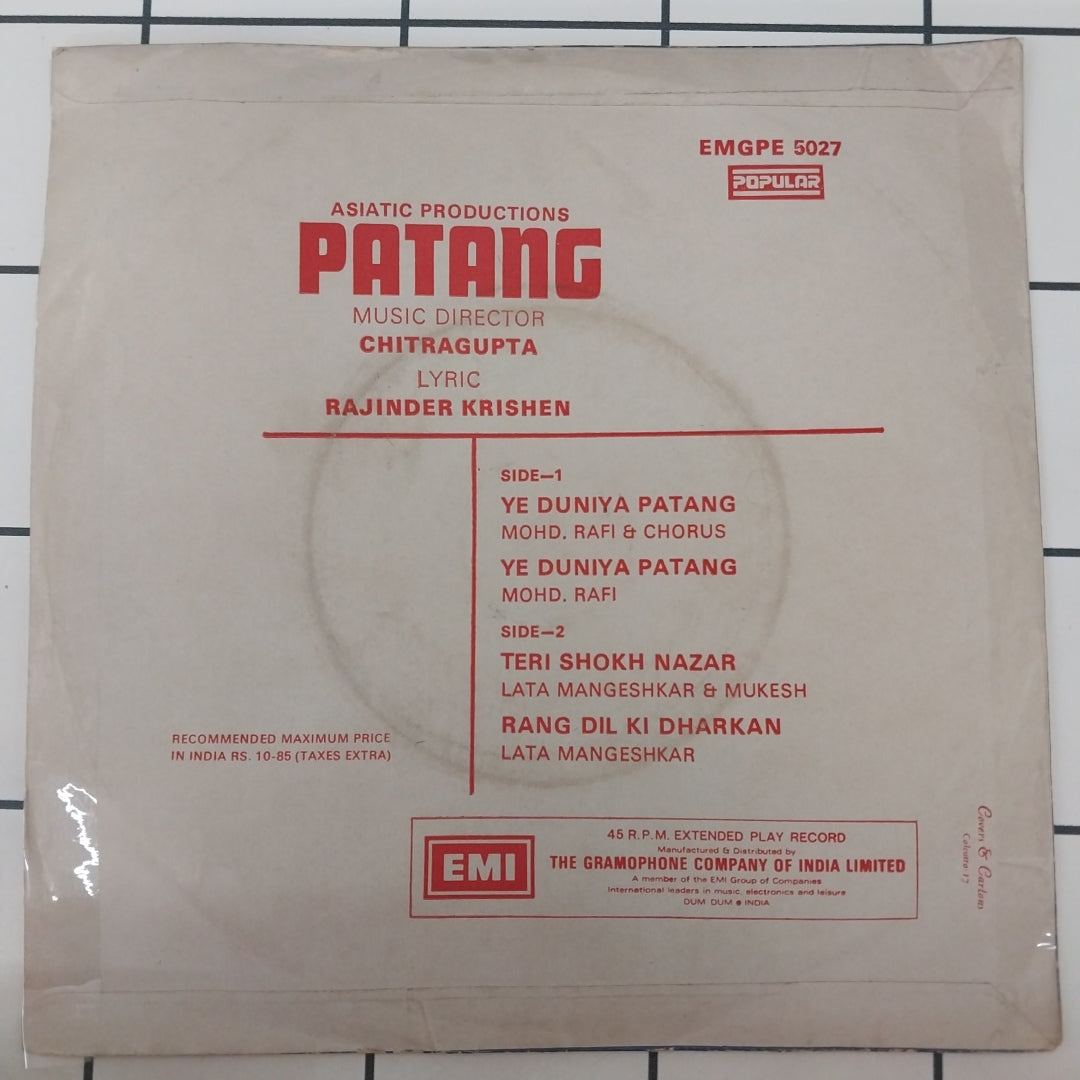 EMGPE 5027
POPULAR
ASIATIC PRODUCTIONS
PATANG
MUSIC DIRECTOR
CHITRAGUPTA
LYRIC
RAJINDER KRISHEN
SIDE–1
YE DUNIYA PATANG
MOHD. RAFI & CHORUS
YE DUNIYA PATANG
MOHD. RAFI
SIDE–2
TERI SHOKH NAZAR
LATA MANGESHKAR & MUKESH
RANG DIL KI DHARKAN
LATA MANGESHKAR
RECOMMENDED MAXIMUM PRICE
IN INDIA RS. 10-85 (TAXES EXTRA)
EMI
45 R.P.M. EXTENDED PLAY RECORD
Manufactured & Distributed by
THE GRAMOPHONE COMPANY OF INDIA LIMITED
A member of the EMI Group of Companies
International leaders in music, electronics and leisure
DUM DUM ● INDIA
Covers & Cartons
Calcutta-17